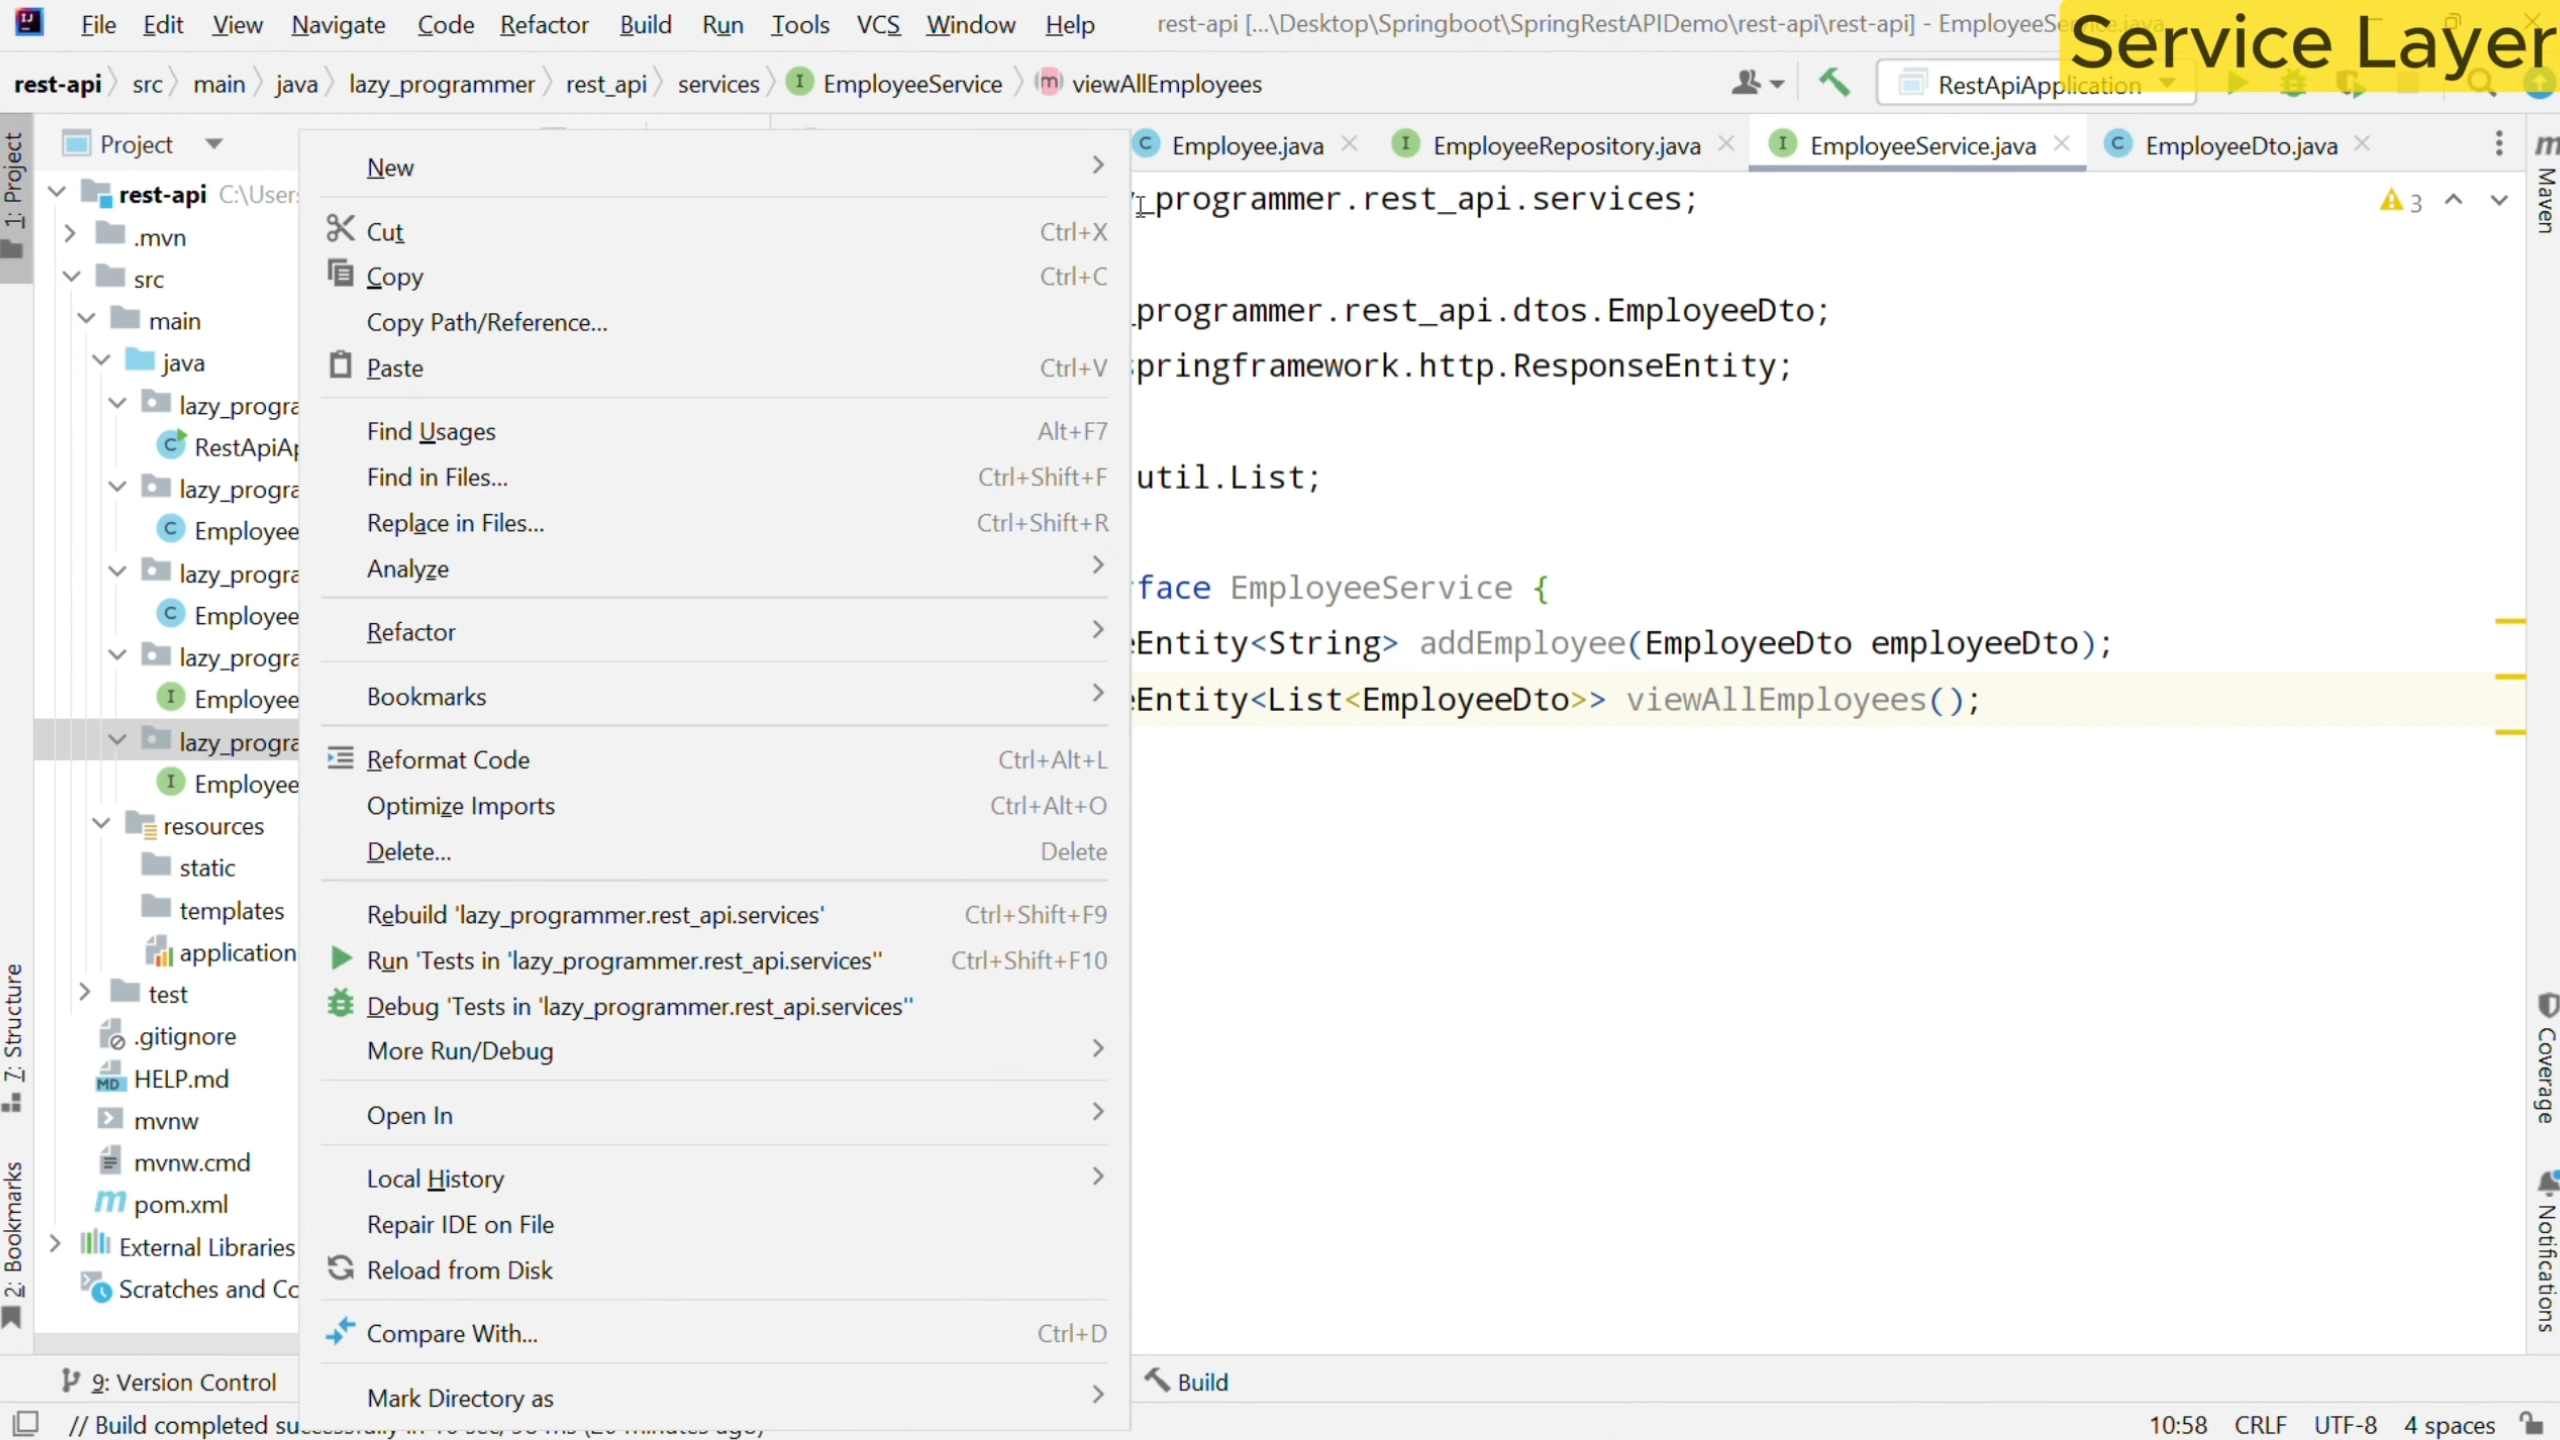 File Edit View Navigate Code Refactor Build Run Tools VCS Window Help rest-api [...\Desktop\Springboot\SpringRestAPIDemo\rest-api\rest-api] - EmployeeService.java
Service Layer
rest-api src main java lazy_programmer rest_api services EmployeeService viewAllEmployees
RestApiApplication
Project
Employee.java EmployeeRepository.java EmployeeService.java EmployeeDto.java
1: Project
7: Structure
2: Bookmarks
rest-api C:\Users
.mvn
src
main
java
lazy_progra
RestApiAp
lazy_progra
Employee
lazy_progra
Employee
lazy_progra
Employee
lazy_progra
Employee
resources
static
templates
application
test
.gitignore
HELP.md
mvnw
mvnw.cmd
pom.xml
External Libraries
Scratches and Co
New
Cut Ctrl+X
Copy Ctrl+C
Copy Path/Reference...
Paste Ctrl+V
Find Usages Alt+F7
Find in Files... Ctrl+Shift+F
Replace in Files... Ctrl+Shift+R
Analyze
Refactor
Bookmarks
Reformat Code Ctrl+Alt+L
Optimize Imports Ctrl+Alt+O
Delete... Delete
Rebuild 'lazy_programmer.rest_api.services' Ctrl+Shift+F9
Run 'Tests in 'lazy_programmer.rest_api.services'' Ctrl+Shift+F10
Debug 'Tests in 'lazy_programmer.rest_api.services''
More Run/Debug
Open In
Local History
Repair IDE on File
Reload from Disk
Compare With... Ctrl+D
Mark Directory as
_programmer.rest_api.services;
_programmer.rest_api.dtos.EmployeeDto;
springframework.http.ResponseEntity;
util.List;
rface EmployeeService {
eEntity<String> addEmployee(EmployeeDto employeeDto);
eEntity<List<EmployeeDto>> viewAllEmployees();
3
Maven
Coverage
Notifications
9: Version Control
Build
// Build completed su
10:58 CRLF UTF-8 4 spaces